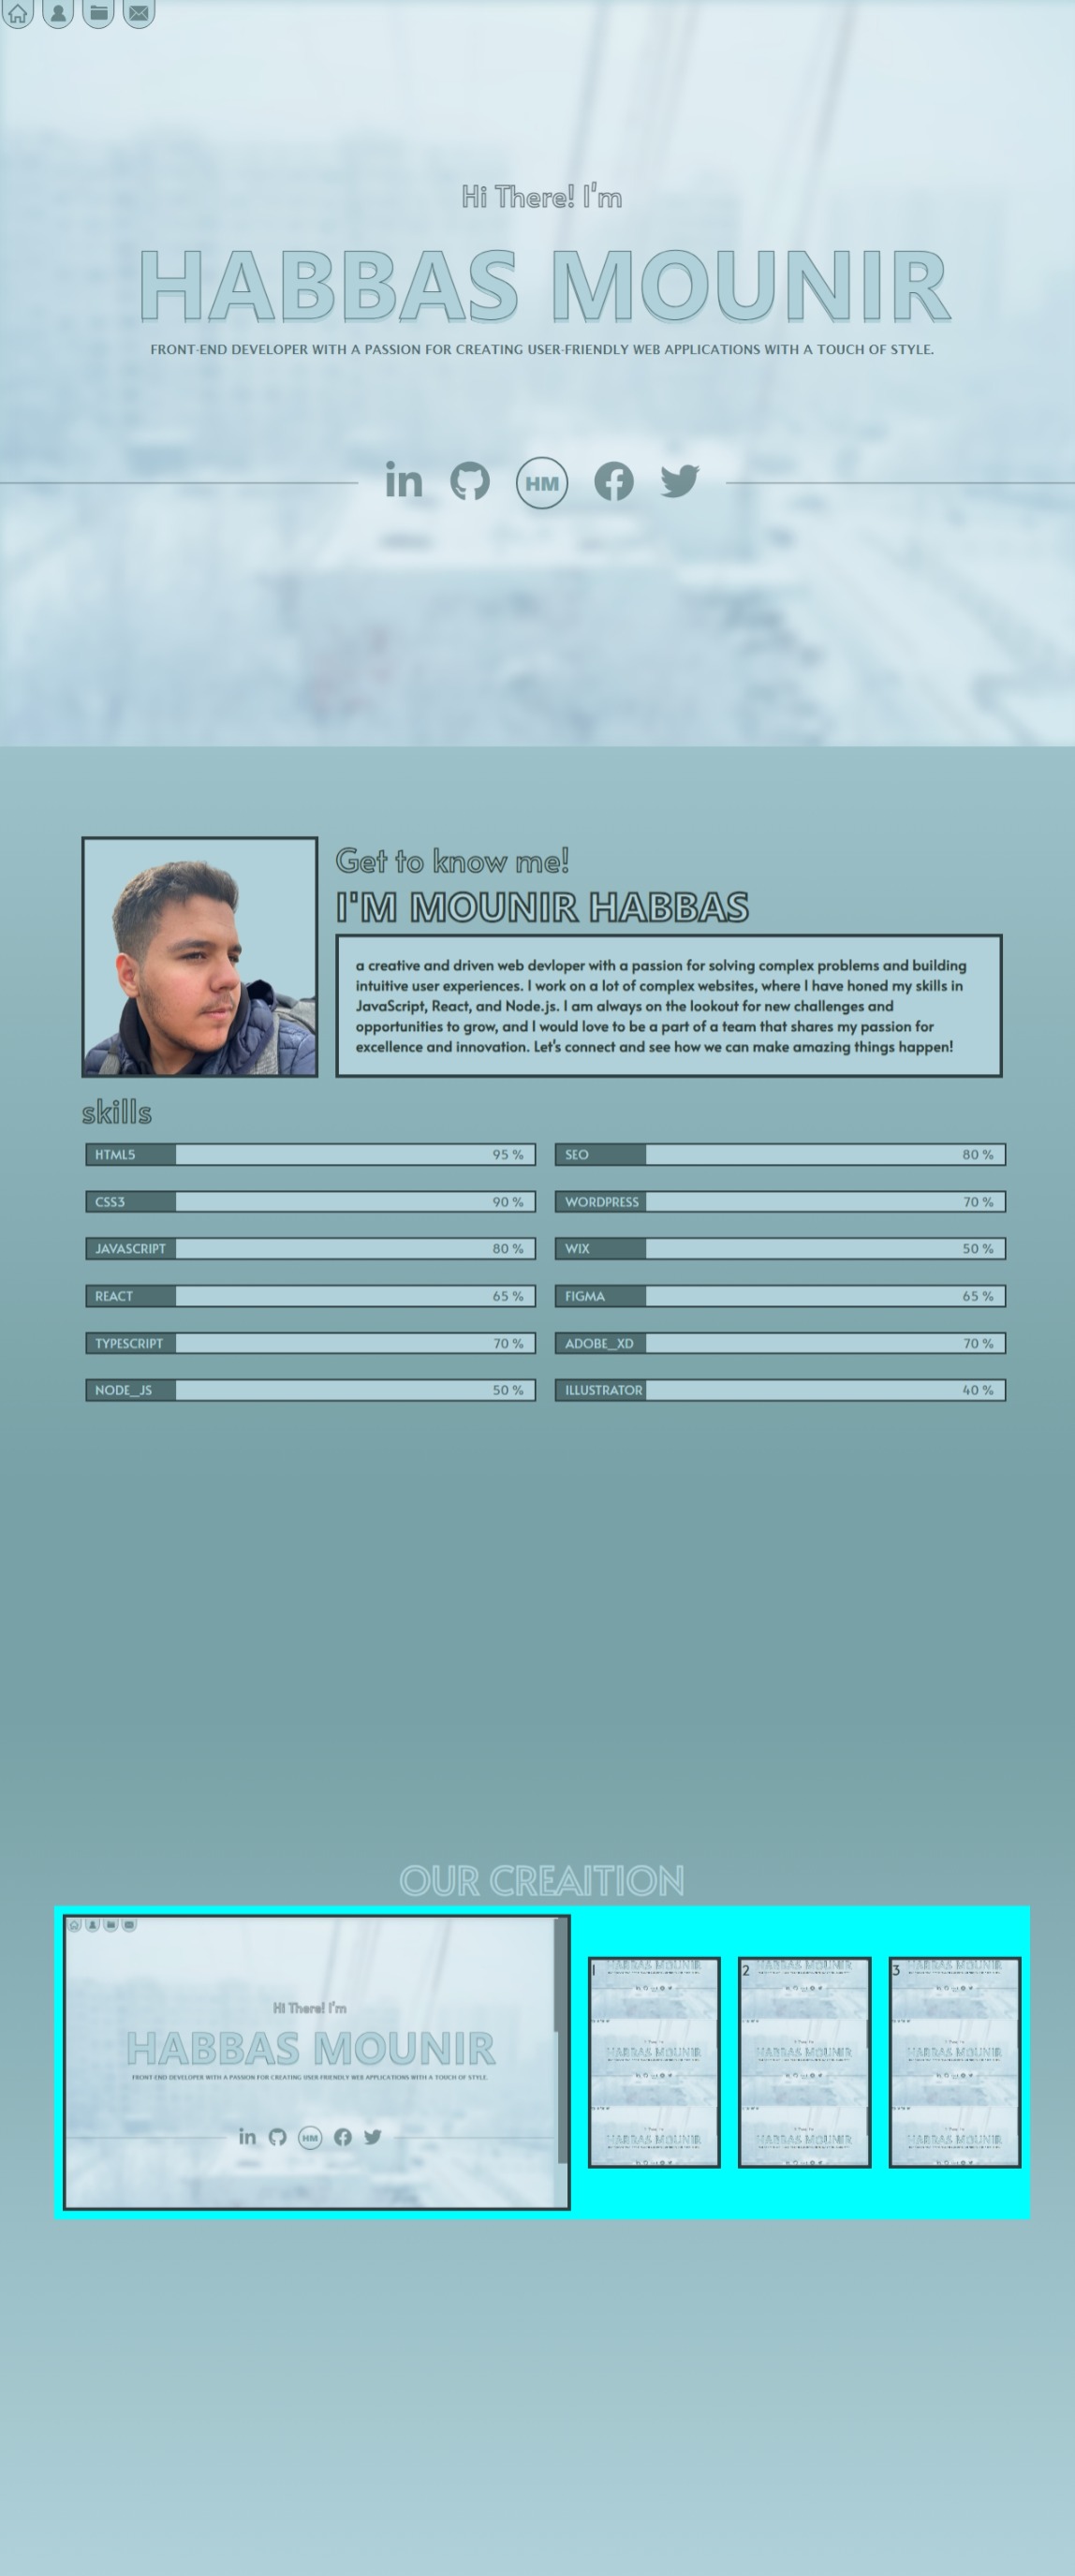 Hi There! I'm
HABBAS MOUNIR
FRONT-END DEVELOPER WITH A PASSION FOR CREATING USER-FRIENDLY WEB APPLICATIONS WITH A TOUCH OF STYLE.
in
HM
Get to know me!
I'M MOUNIR HABBAS
a creative and driven web devloper with a passion for solving complex problems and building
intuitive user experiences. I work on a lot of complex websites, where I have honed my skills in
JavaScript, React, and Node.js. I am always on the lookout for new challenges and
opportunities to grow, and I would love to be a part of a team that shares my passion for
excellence and innovation. Let's connect and see how we can make amazing things happen!
skills
HTML5 95 % SEO 80 %
CSS3 90 % WORDPRESS 70 %
JAVASCRIPT 80 % WIX 50 %
REACT 65 % FIGMA 65 %
TYPESCRIPT 70 % ADOBE_XD 70 %
NODE_JS 50 % ILLUSTRATOR 40 %
OUR CREAITION
Hi There! I'm
HABBAS MOUNIR
FRONT-END DEVELOPER WITH A PASSION FOR CREATING USER-FRIENDLY WEB APPLICATIONS WITH A TOUCH OF STYLE.
in
HM
1
HABBAS MOUNIR
HABBAS MOUNIR
HABBAS MOUNIR
2
HABBAS MOUNIR
HABBAS MOUNIR
HABBAS MOUNIR
3
HABBAS MOUNIR
HABBAS MOUNIR
HABBAS MOUNIR